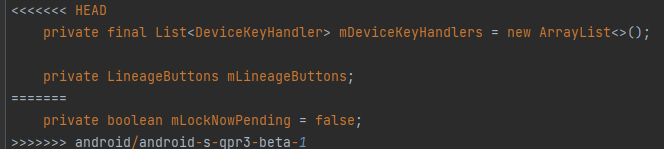 <<<<<<< HEAD
    private final List<DeviceKeyHandler> mDeviceKeyHandlers = new ArrayList<>();

    private LineageButtons mLineageButtons;
=======
    private boolean mLockNowPending = false;
>>>>>>> android/android-s-qpr3-beta-1